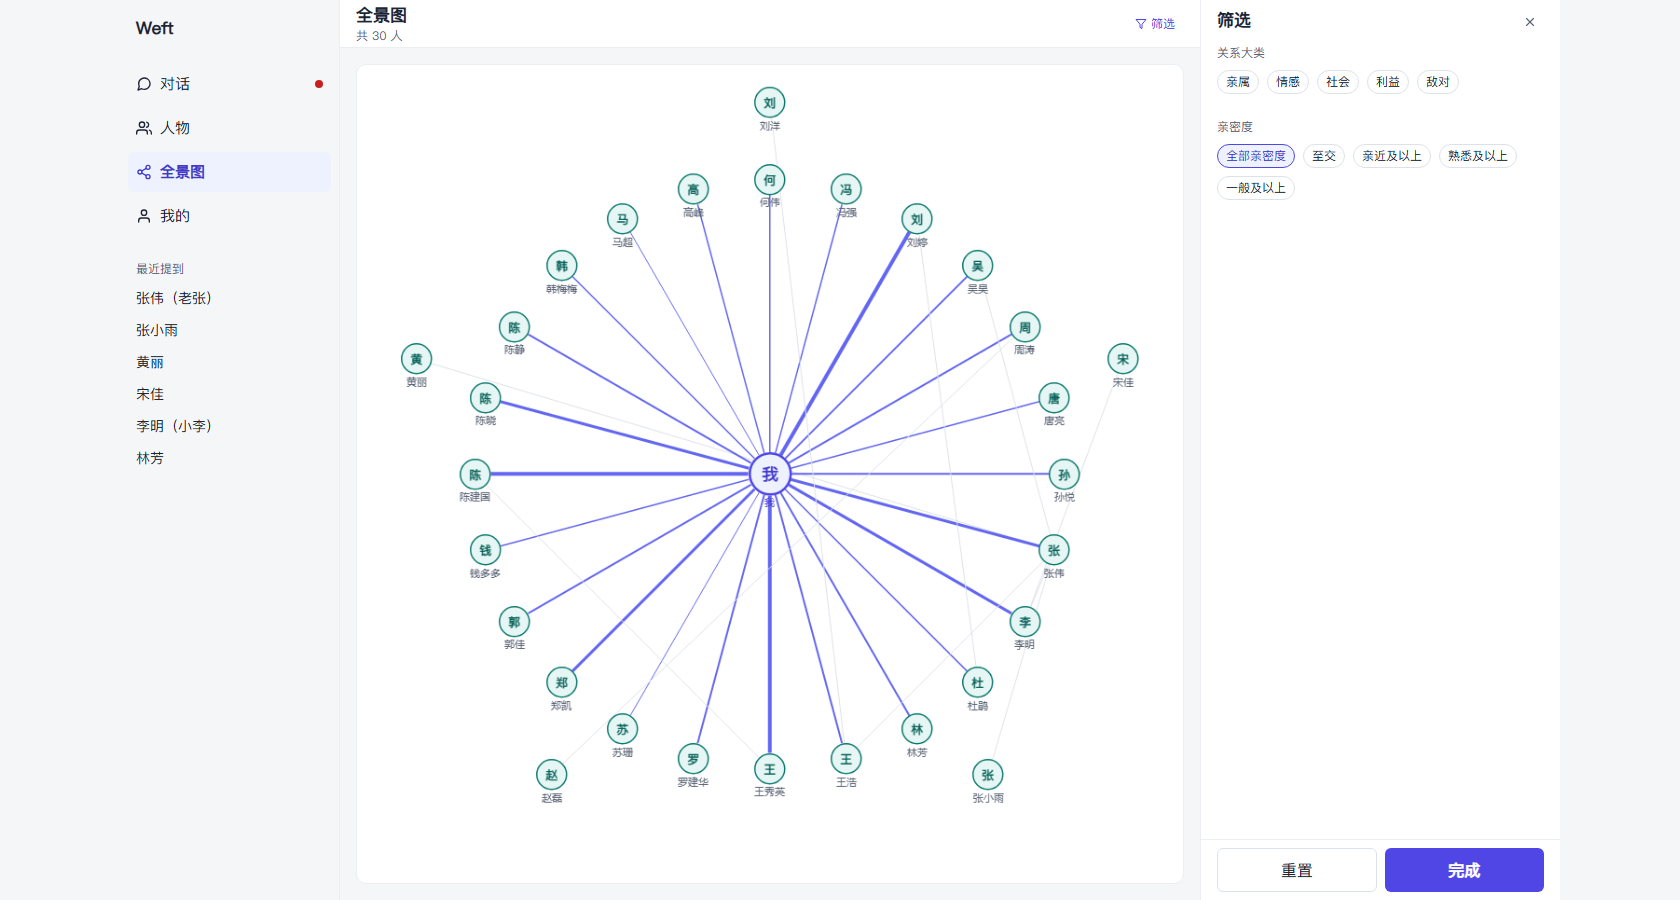 Weft
对话
人物
全景图
我的
最近提到
张伟（老张）
张小雨
黄丽
宋佳
李明（小李）
林芳
全景图
共 30 人
筛选
刘
刘洋
何
何伟
高
高峰
冯
冯强
马
马超
刘
刘婷
韩
韩梅梅
吴
吴昊
陈
陈静
周
周涛
黄
黄丽
宋
宋佳
陈
陈晓
唐
唐亮
我
我
陈
陈建国
孙
孙悦
钱
钱多多
张
张伟
郭
郭佳
李
李明
郑
郑凯
杜
杜鹃
苏
苏珊
林
林芳
罗
罗建华
王
王浩
王
王秀英
赵
赵磊
张
张小雨
筛选
关系大类
亲属
情感
社会
利益
敌对
亲密度
全部亲密度
至交
亲近及以上
熟悉及以上
一般及以上
重置
完成